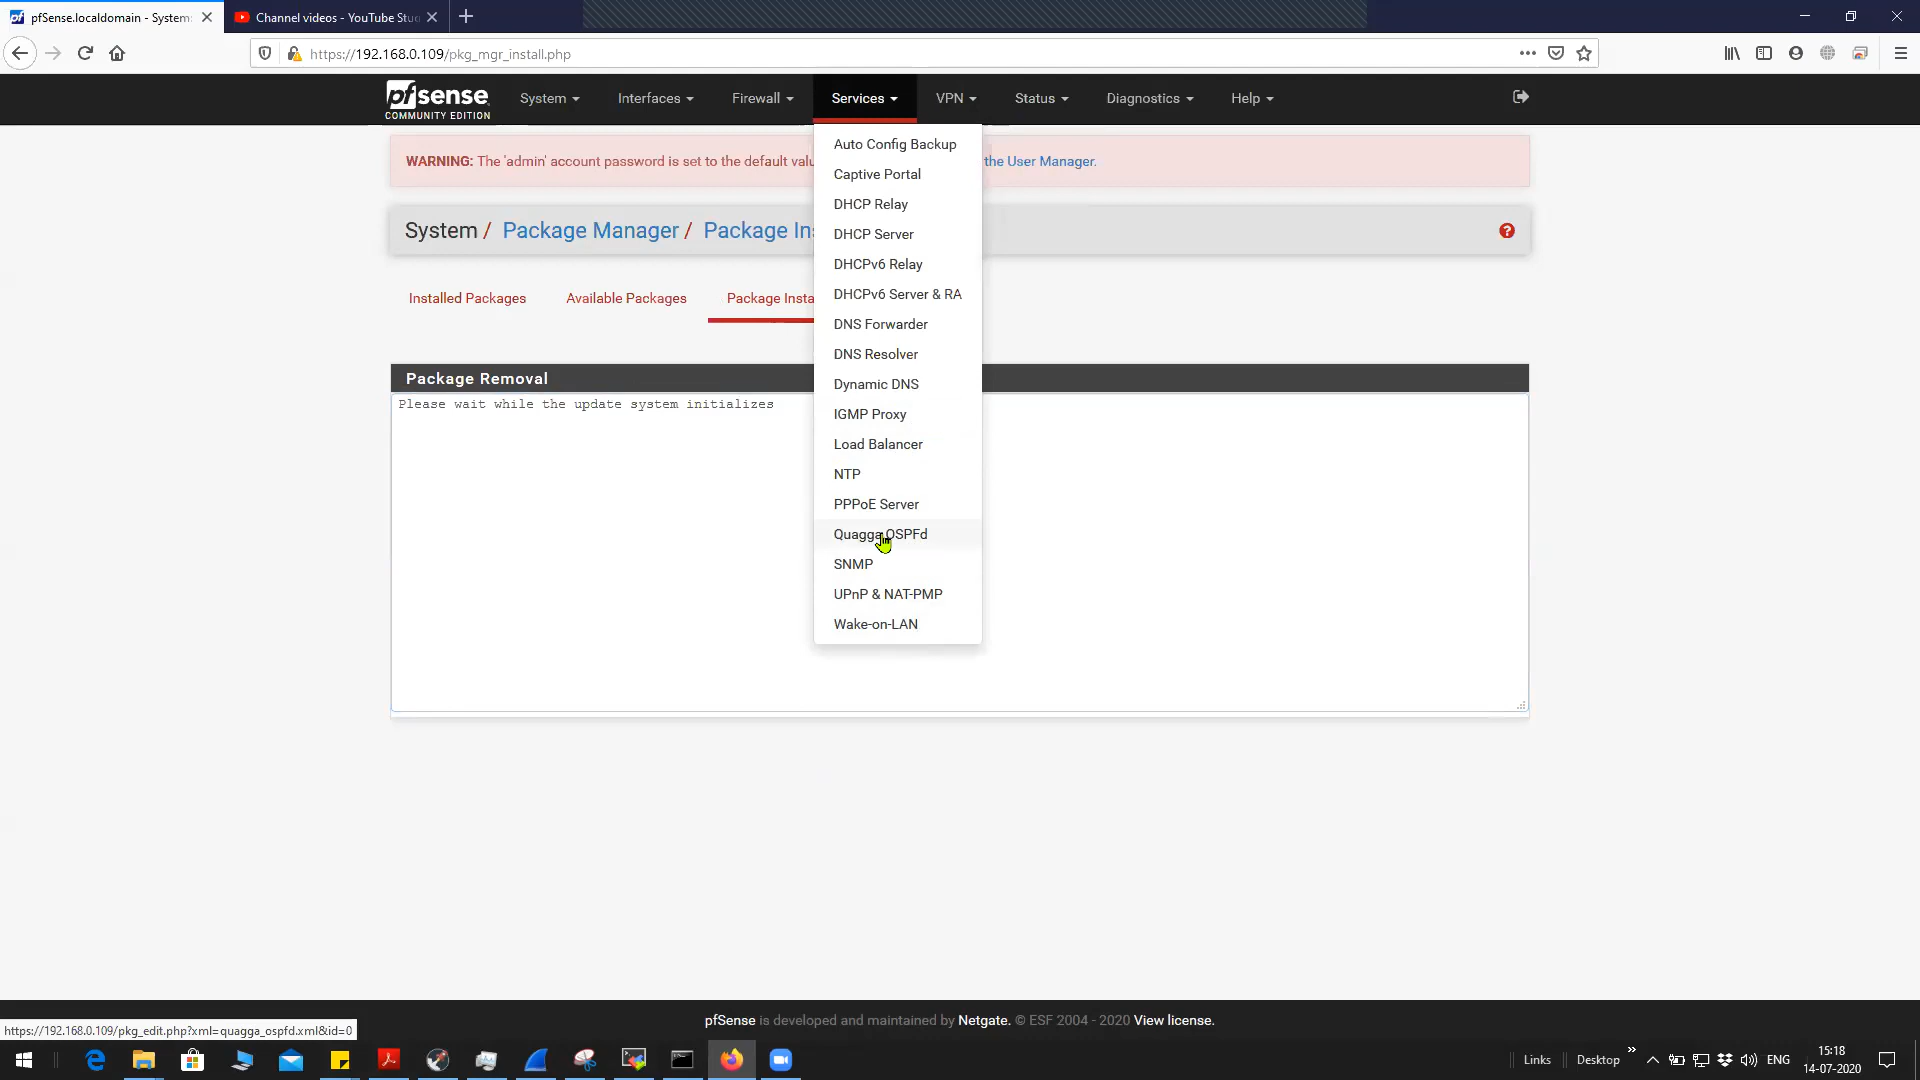 pfSense.localdomain - System:
Channel videos - YouTube Stu
https://192.168.0.109/pkg_mgr_install.php
pfsense
COMMUNITY EDITION
System
Interfaces
Firewall
Services
VPN
Status
Diagnostics
Help
Auto Config Backup
Captive Portal
DHCP Relay
DHCP Server
DHCPv6 Relay
DHCPv6 Server & RA
DNS Forwarder
DNS Resolver
Dynamic DNS
IGMP Proxy
Load Balancer
NTP
PPPoE Server
Quagga OSPFd
SNMP
UPnP & NAT-PMP
Wake-on-LAN
WARNING: The 'admin' account password is set to the default valu the User Manager.
System / Package Manager / Package Ins
Installed Packages
Available Packages
Package Insta
Package Removal
Please wait while the update system initializes
pfSense is developed and maintained by Netgate. © ESF 2004 - 2020 View license.
https://192.168.0.109/pkg_edit.php?xml=quagga_ospfd.xml&id=0
Links
Desktop
ENG
15:18
14-07-2020